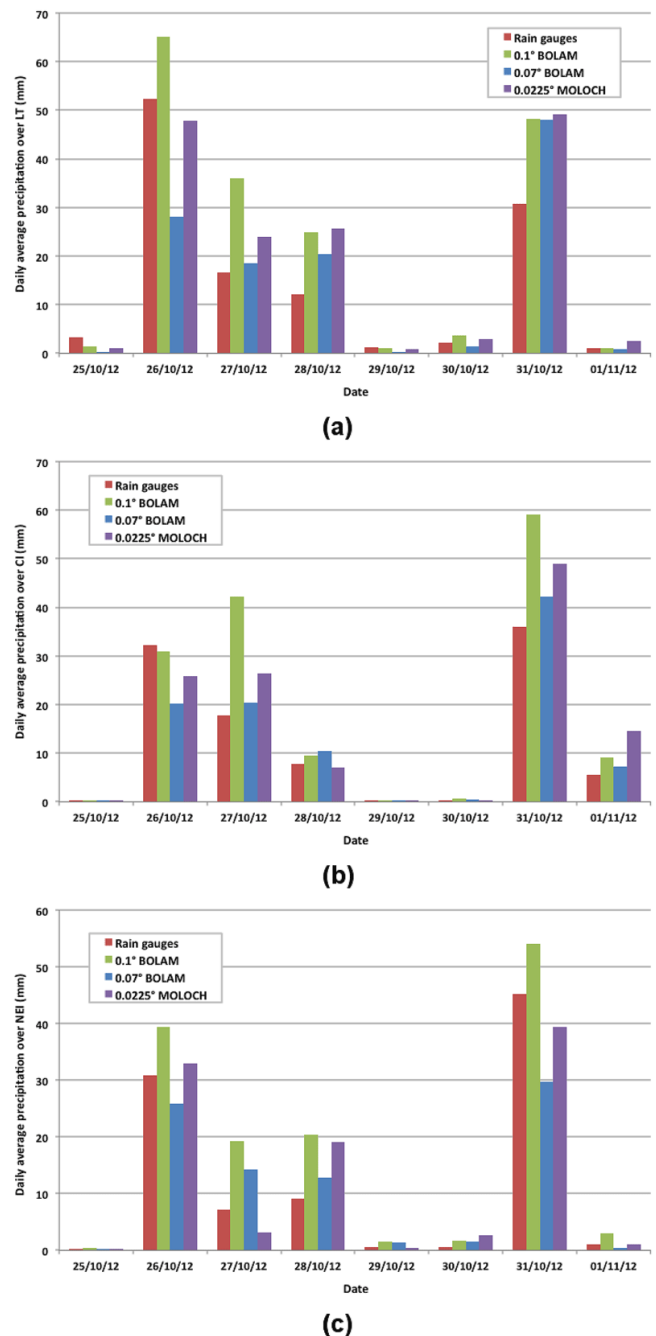 Daily average precipitation over LT (mm)
70
60
50
40
30
20
10
0
Rain gauges
0.1° BOLAM
0.07° BOLAM
0.0225° MOLOCH
25/10/12 26/10/12 27/10/12 28/10/12 29/10/12 30/10/12 31/10/12 01/11/12
Date
(a)
Daily average precipitation over CI (mm)
70
60
50
40
30
20
10
0
Rain gauges
0.1° BOLAM
0.07° BOLAM
0.0225° MOLOCH
25/10/12 26/10/12 27/10/12 28/10/12 29/10/12 30/10/12 31/10/12 01/11/12
Date
(b)
Daily average precipitation over NEI (mm)
60
50
40
30
20
10
0
Rain gauges
0.1° BOLAM
0.07° BOLAM
0.0225° MOLOCH
25/10/12 26/10/12 27/10/12 28/10/12 29/10/12 30/10/12 31/10/12 01/11/12
Date
(c)